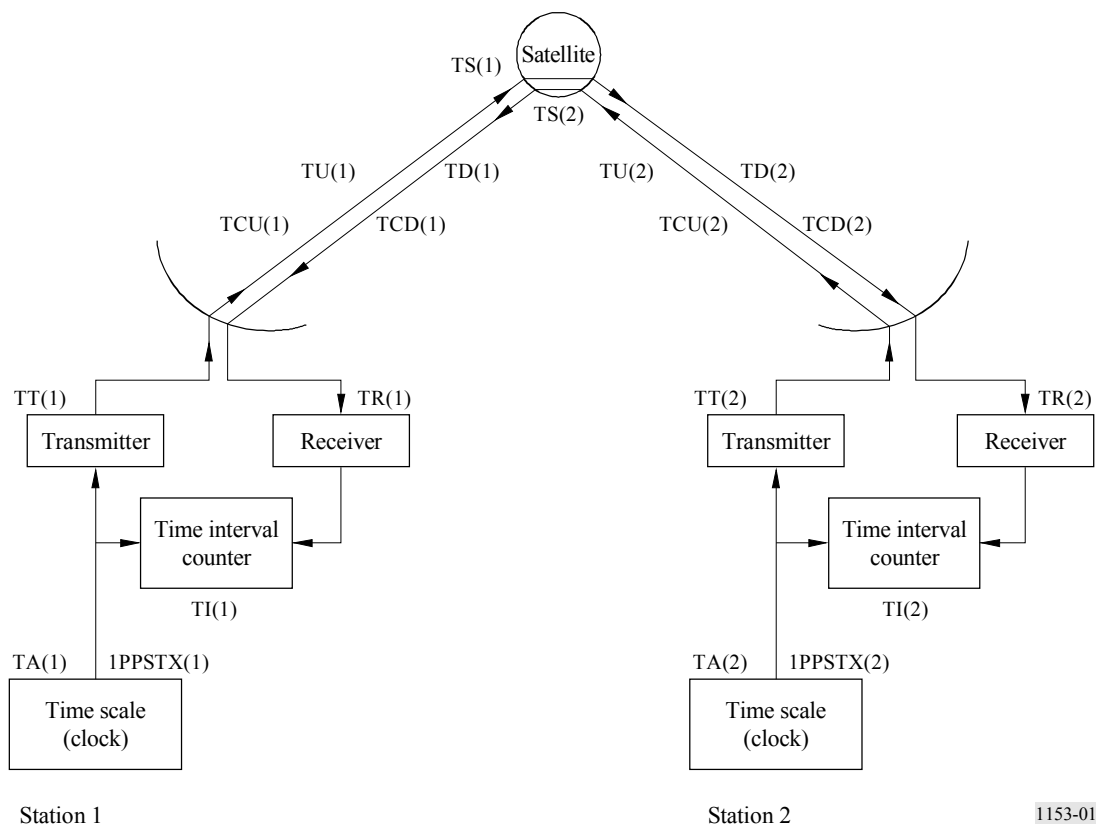 Satellite
TS(1)
TS(2)
TU(1)
TD(1)
TU(2)
TD(2)
TCU(1)
TCD(1)
TCU(2)
TCD(2)
TT(1)
TR(1)
TT(2)
TR(2)
Transmitter
Receiver
Transmitter
Receiver
Time interval
counter
Time interval
counter
TI(1)
TI(2)
TA(1)
1PPSTX(1)
TA(2)
1PPSTX(2)
Time scale
(clock)
Time scale
(clock)
Station 1
Station 2
1153-01